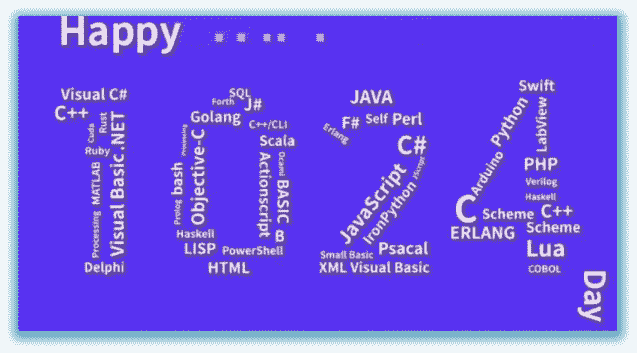 Happy
Visual C#
C++
Cuda
Rust
Ruby
MATLAB
Visual Basic .NET
Processing
Delphi
SQL
Forth
J#
Golang
C++/CLI
Processing
Scala
bash
Objective-C
Actionscript
Ocaml
BASIC
Prolog
Haskell
B
LISP
PowerShell
HTML
JAVA
F#
Self
Perl
Erlang
C#
JScript
JavaScript
IronPython
Small Basic
Psacal
XML Visual Basic
Swift
Python
LabView
Arduino
PHP
Verilog
Haskell
C
Scheme
C++
ERLANG
Scheme
Lua
COBOL
Day